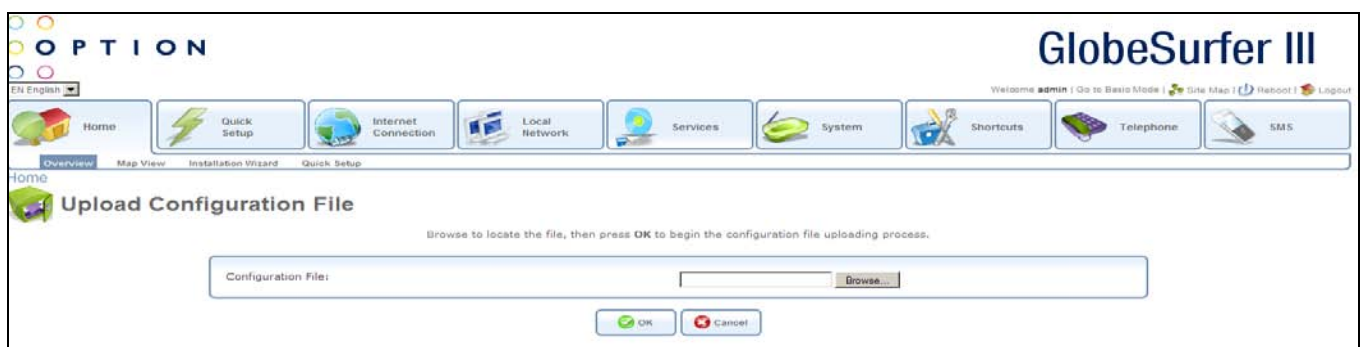 OPTION
GlobeSurfer III
EN English
Welcome admin | Go to Basic Mode | Site Map | Reboot | Logout
Home
Quick Setup
Internet Connection
Local Network
Services
System
Shortcuts
Telephone
SMS
Overview Map View Installation Wizard Quick Setup
Home
Upload Configuration File
Browse to locate the file, then press OK to begin the configuration file uploading process.
Configuration File: Browse...
OK Cancel